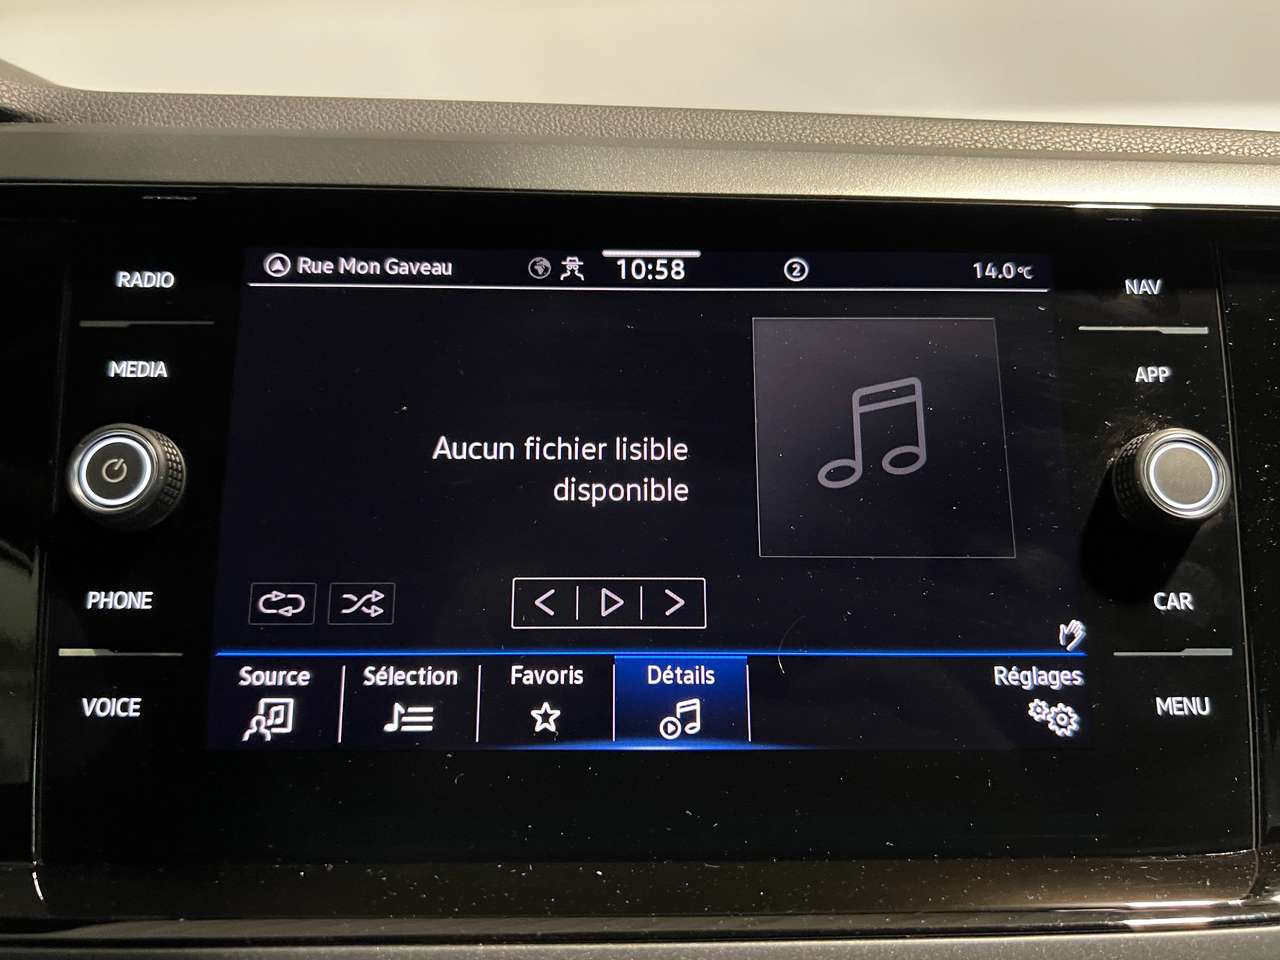 RADIO
MEDIA
PHONE
VOICE
Rue Mon Gaveau
10:58
2
14.0°C
Aucun fichier lisible
disponible
Source
Sélection
Favoris
Détails
Réglages
NAV
APP
CAR
MENU